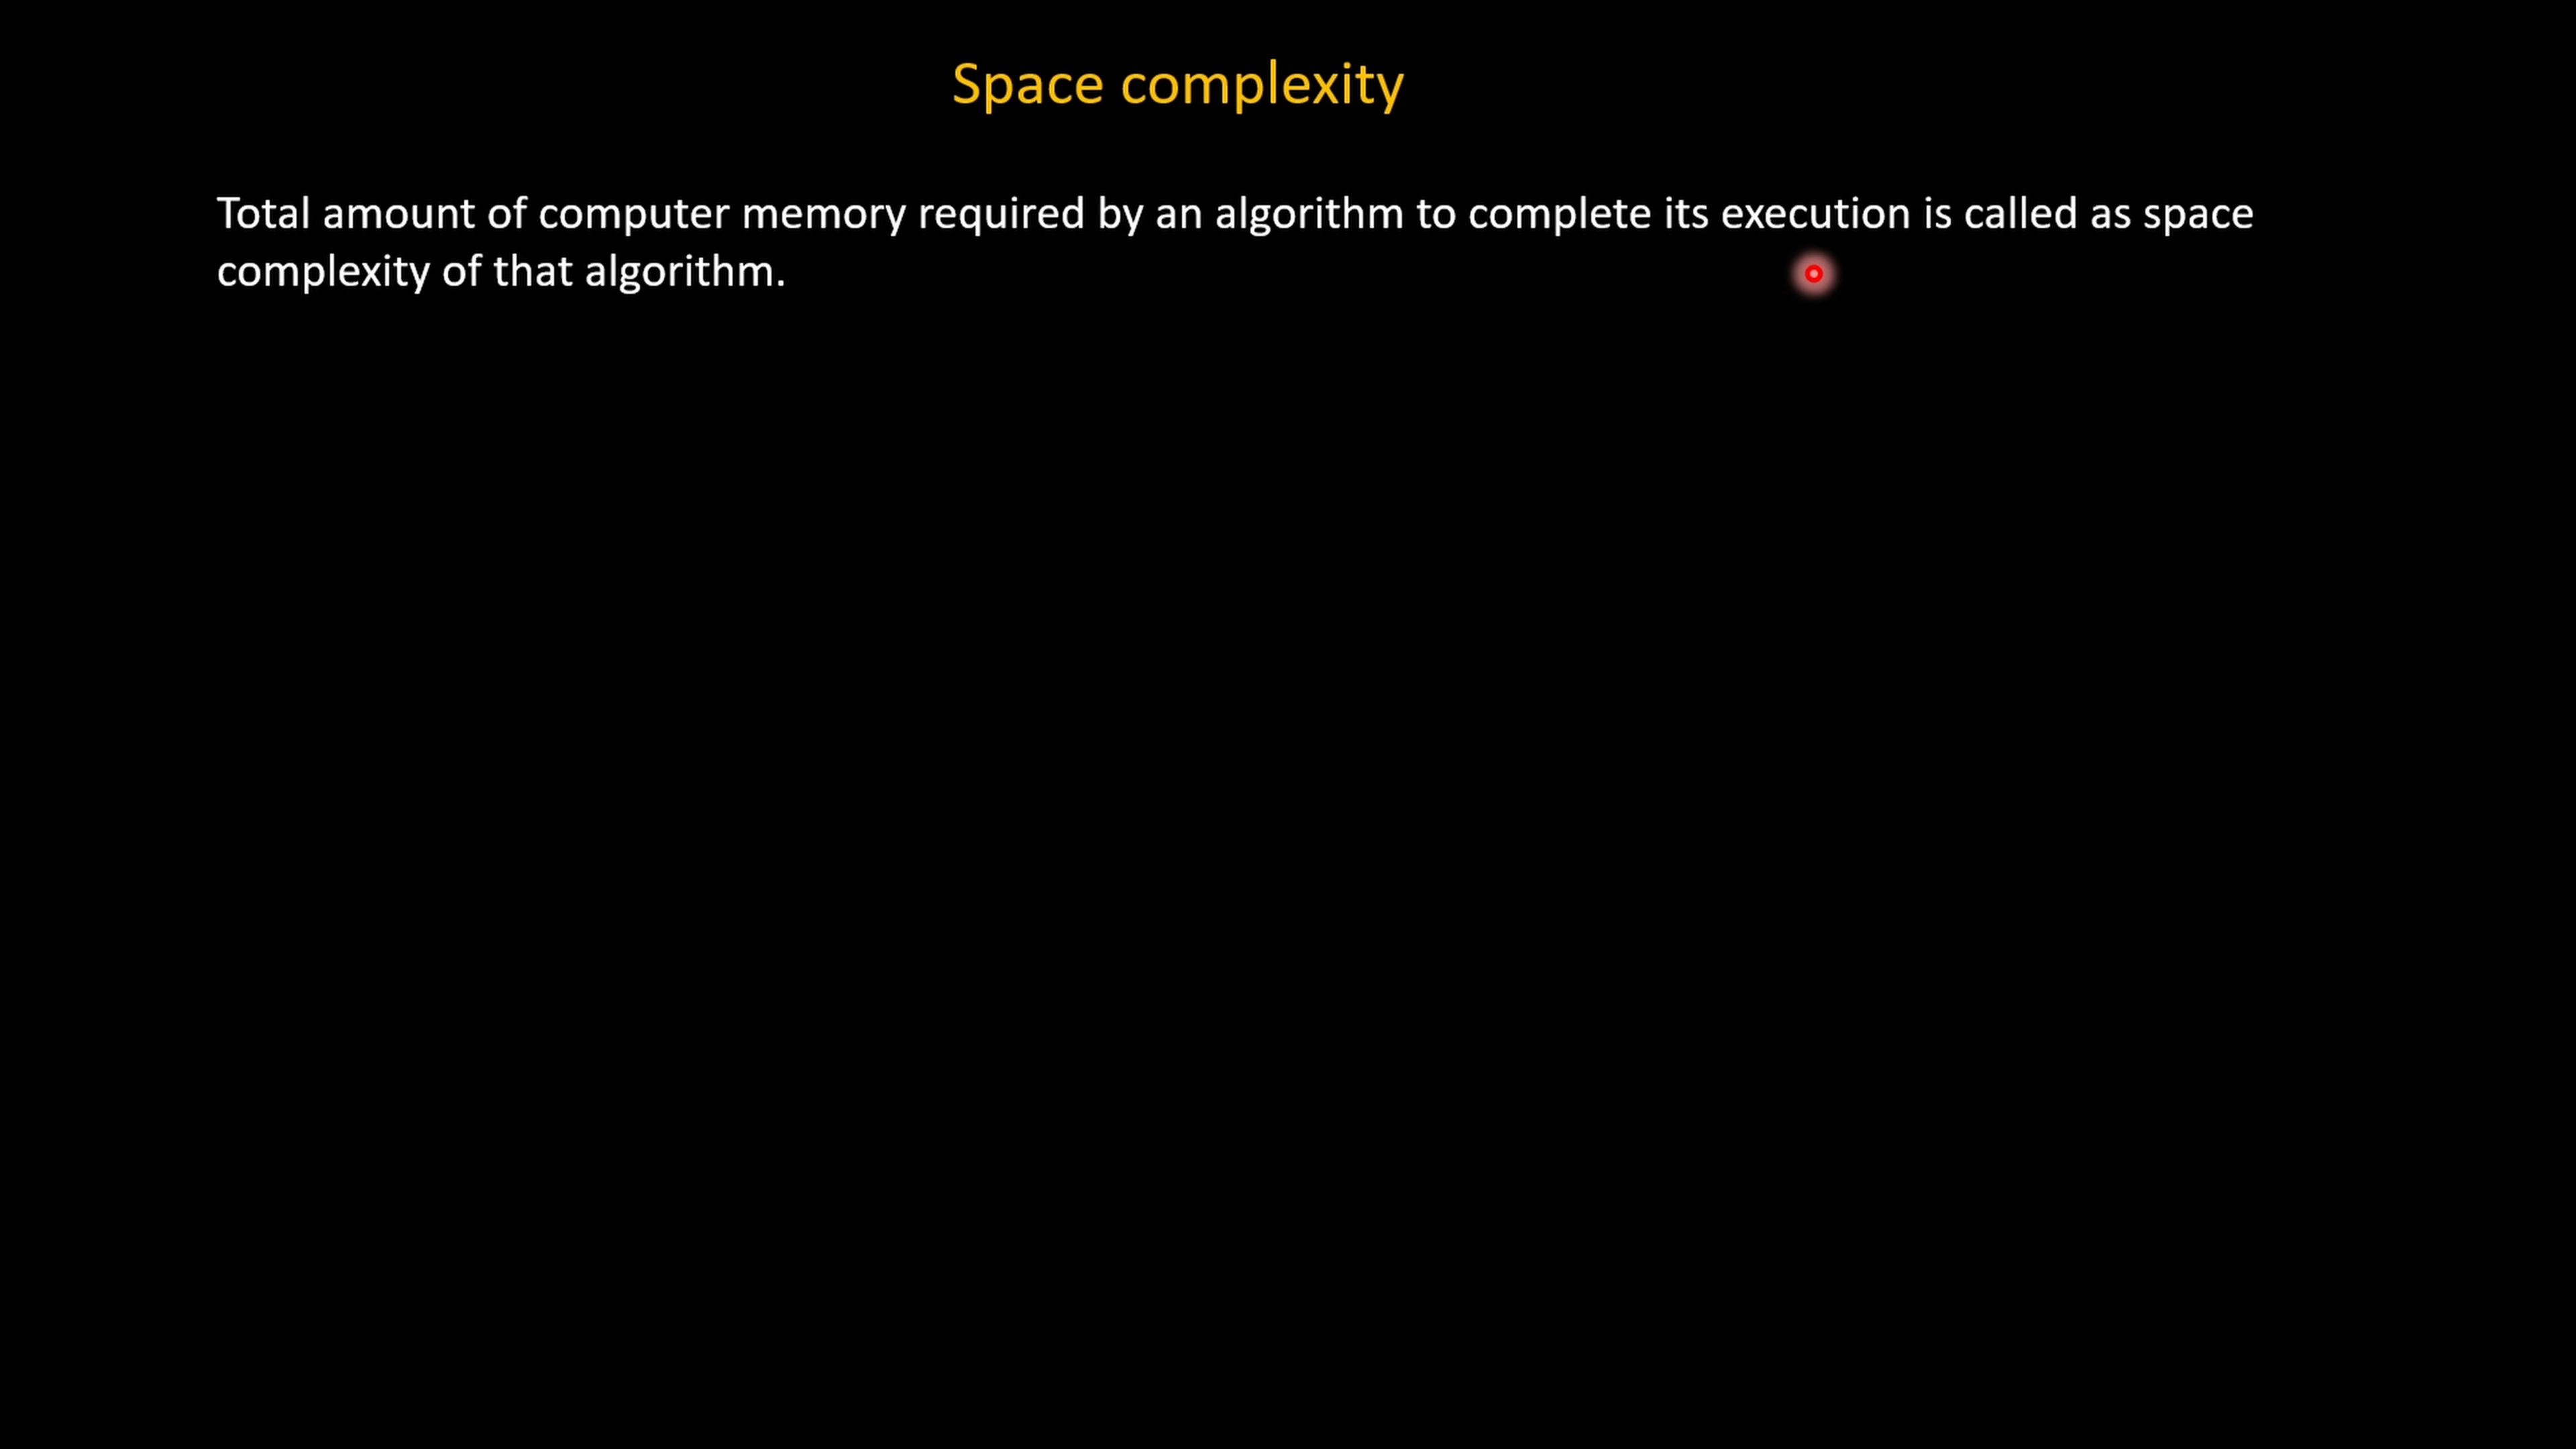 Space complexity
Total amount of computer memory required by an algorithm to complete its execution is called as space
complexity of that algorithm.